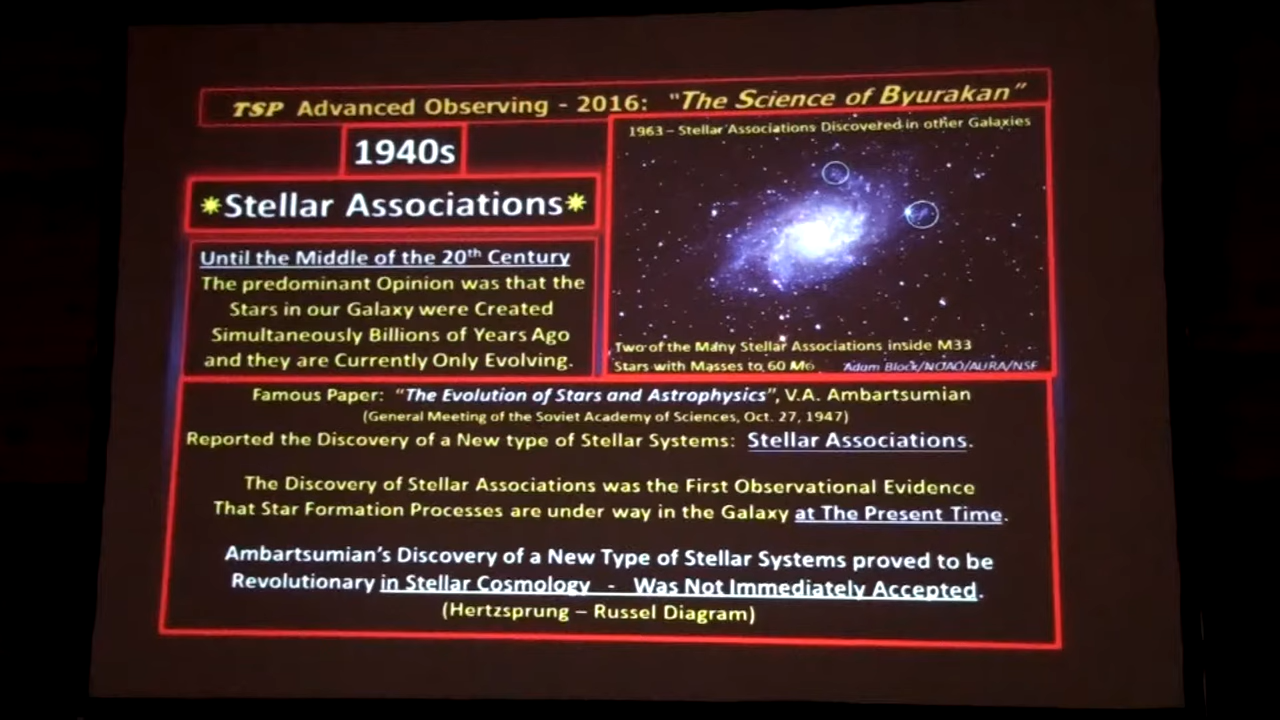 TSP Advanced Observing - 2016: "The Science of Byurakan"
1940s
*Stellar Associations*
Until the Middle of the 20th Century
The predominant Opinion was that the
Stars in our Galaxy were Created
Simultaneously Billions of Years Ago
and they are Currently Only Evolving.
1963 – Stellar Associations Discovered in other Galaxies
Two of the Many Stellar Associations inside M33
Stars with Masses to 60 M☉
Adam Block/NOAO/AURA/NSF
Famous Paper: "The Evolution of Stars and Astrophysics", V.A. Ambartsumian
(General Meeting of the Soviet Academy of Sciences, Oct. 27, 1947)
Reported the Discovery of a New type of Stellar Systems: Stellar Associations.
The Discovery of Stellar Associations was the First Observational Evidence
That Star Formation Processes are under way in the Galaxy at The Present Time.
Ambartsumian's Discovery of a New Type of Stellar Systems proved to be
Revolutionary in Stellar Cosmology - Was Not Immediately Accepted.
(Hertzsprung – Russel Diagram)